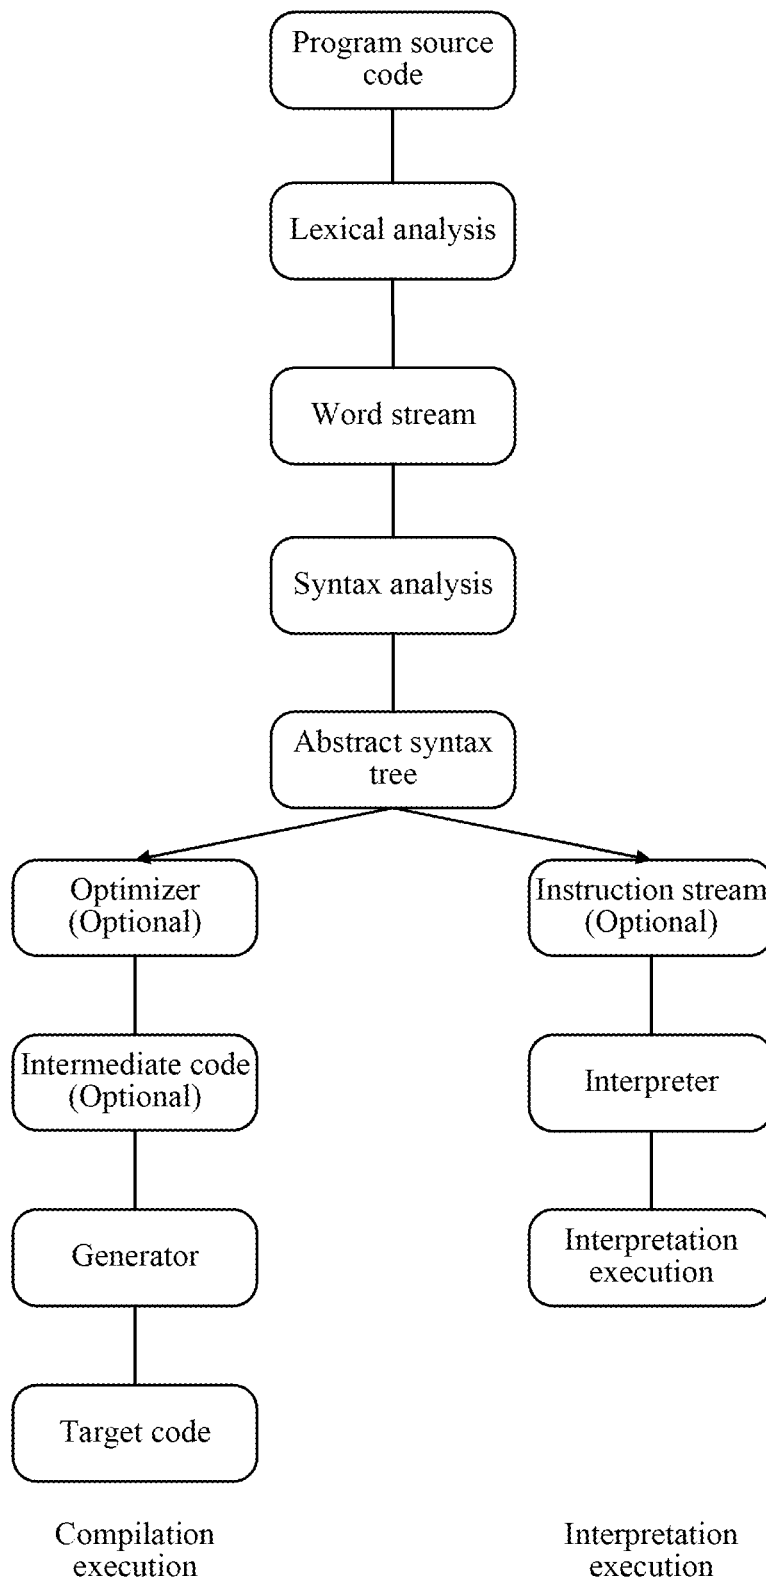 Program source
code
Lexical analysis
Word stream
Syntax analysis
Abstract syntax
tree
Optimizer
(Optional)
Intermediate code
(Optional)
Generator
Target code
Compilation
execution
Instruction stream
(Optional)
Interpreter
Interpretation
execution
Interpretation
execution